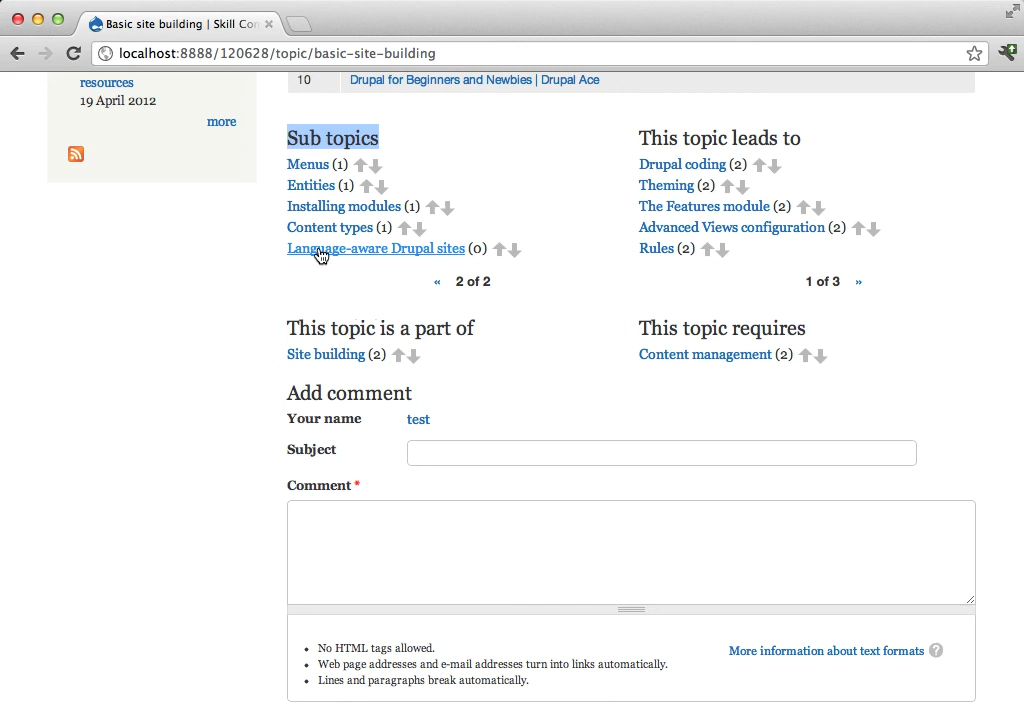 Basic site building | Skill Con
localhost:8888/120628/topic/basic-site-building
resources
19 April 2012
more
10 Drupal for Beginners and Newbies | Drupal Ace
Sub topics
Menus (1)
Entities (1)
Installing modules (1)
Content types (1)
Language-aware Drupal sites (0)
« 2 of 2
This topic leads to
Drupal coding (2)
Theming (2)
The Features module (2)
Advanced Views configuration (2)
Rules (2)
1 of 3 »
This topic is a part of
Site building (2)
This topic requires
Content management (2)
Add comment
Your name test
Subject
Comment *
• No HTML tags allowed.
• Web page addresses and e-mail addresses turn into links automatically.
• Lines and paragraphs break automatically.
More information about text formats ?